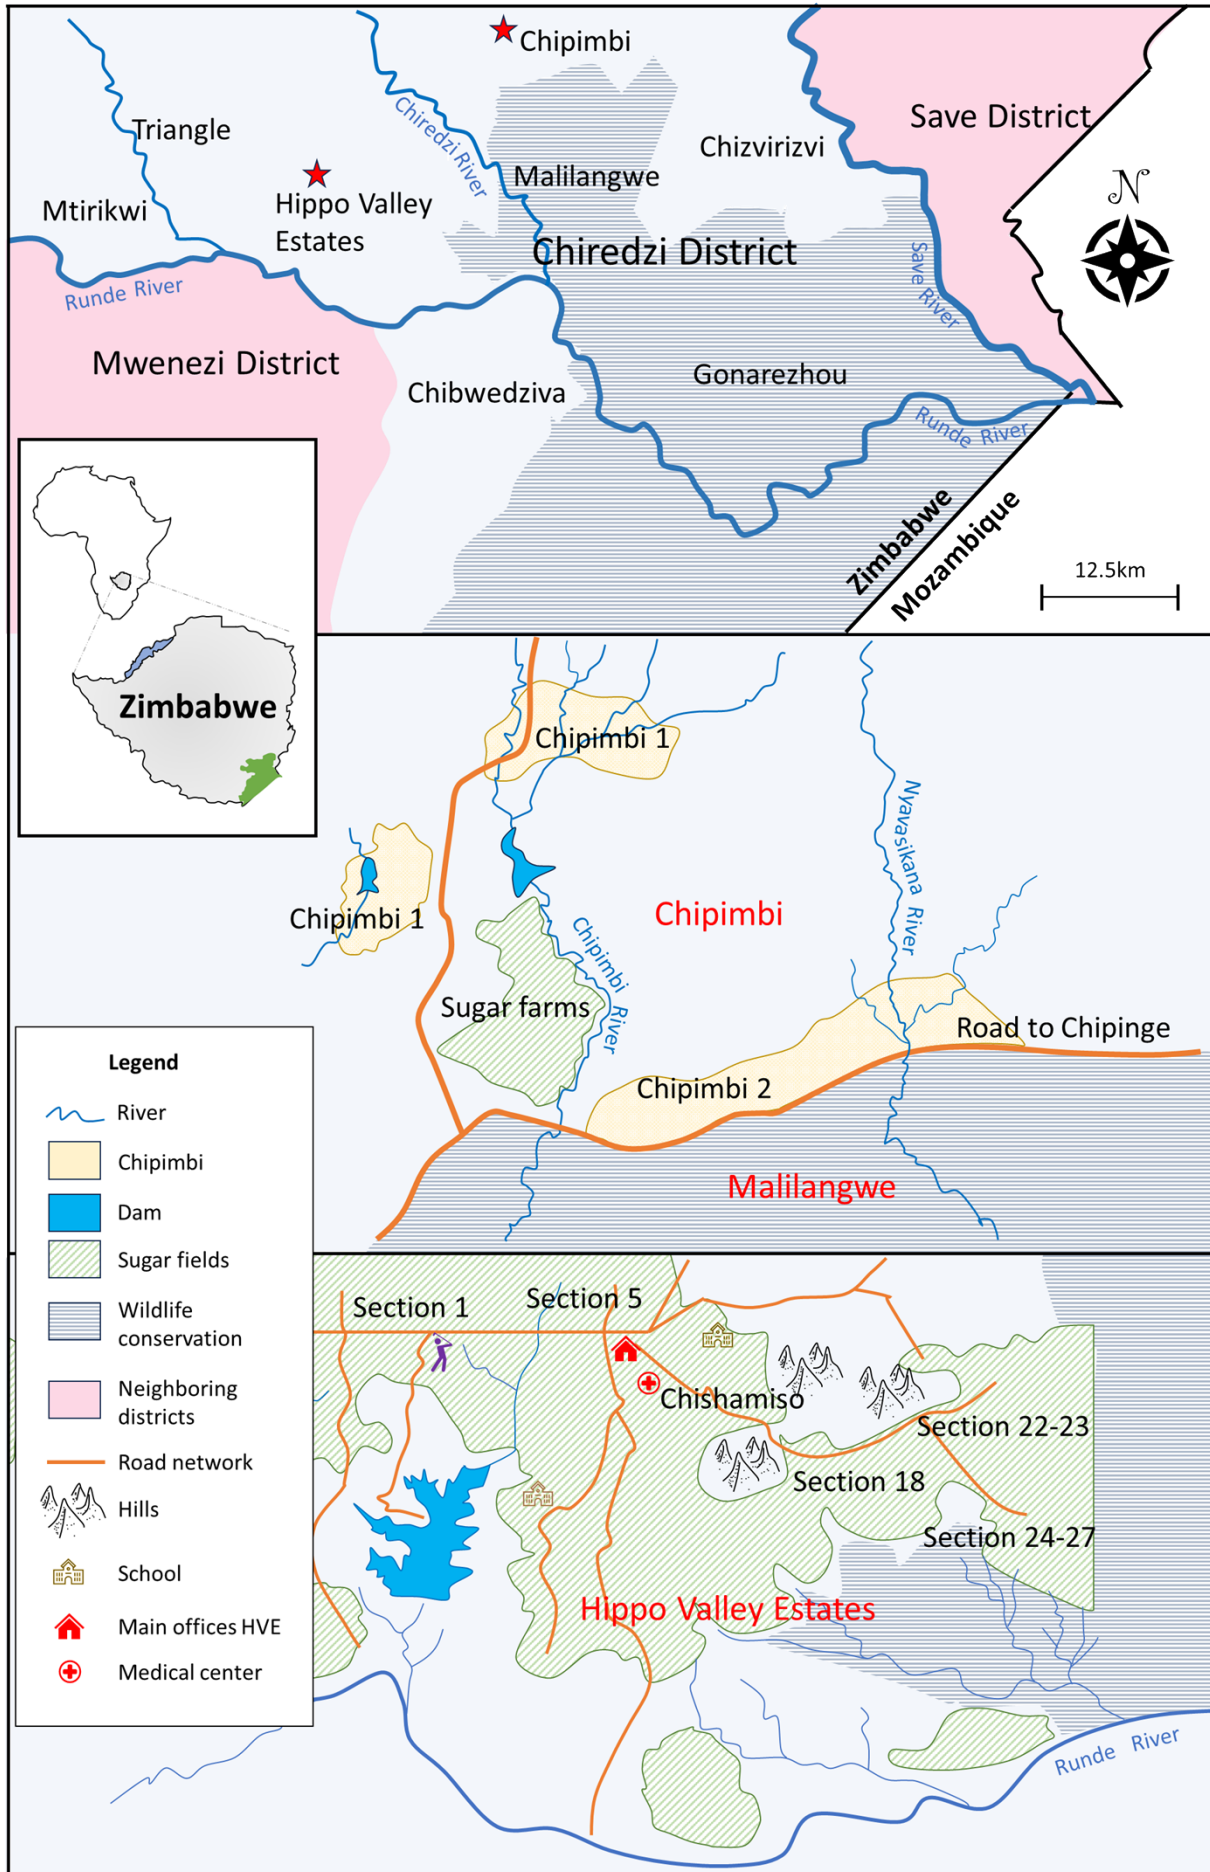 Chipimbi
Chiredzi River
Triangle
Save District
Chizvirizvi
Malilangwe
N
Hippo Valley
Estates
Mtirikwi
Chiredzi District
Save River
Runde River
Mwenezi District
Chibwedziva
Gonarezhou
Runde River
Zimbabwe
Mozambique
12.5km
Zimbabwe
Chipimbi 1
Nyavasikana River
Chipimbi 1
Chipimbi
Chipimbi River
Sugar farms
Road to Chipinge
Chipimbi 2
Malilangwe
Legend
River
Chipimbi
Dam
Sugar fields
Wildlife
conservation
Neighboring
districts
Road network
Hills
School
Main offices HVE
Medical center
Section 1
Section 5
Chishamiso
Section 22-23
Section 18
Section 24-27
Hippo Valley Estates
Runde River